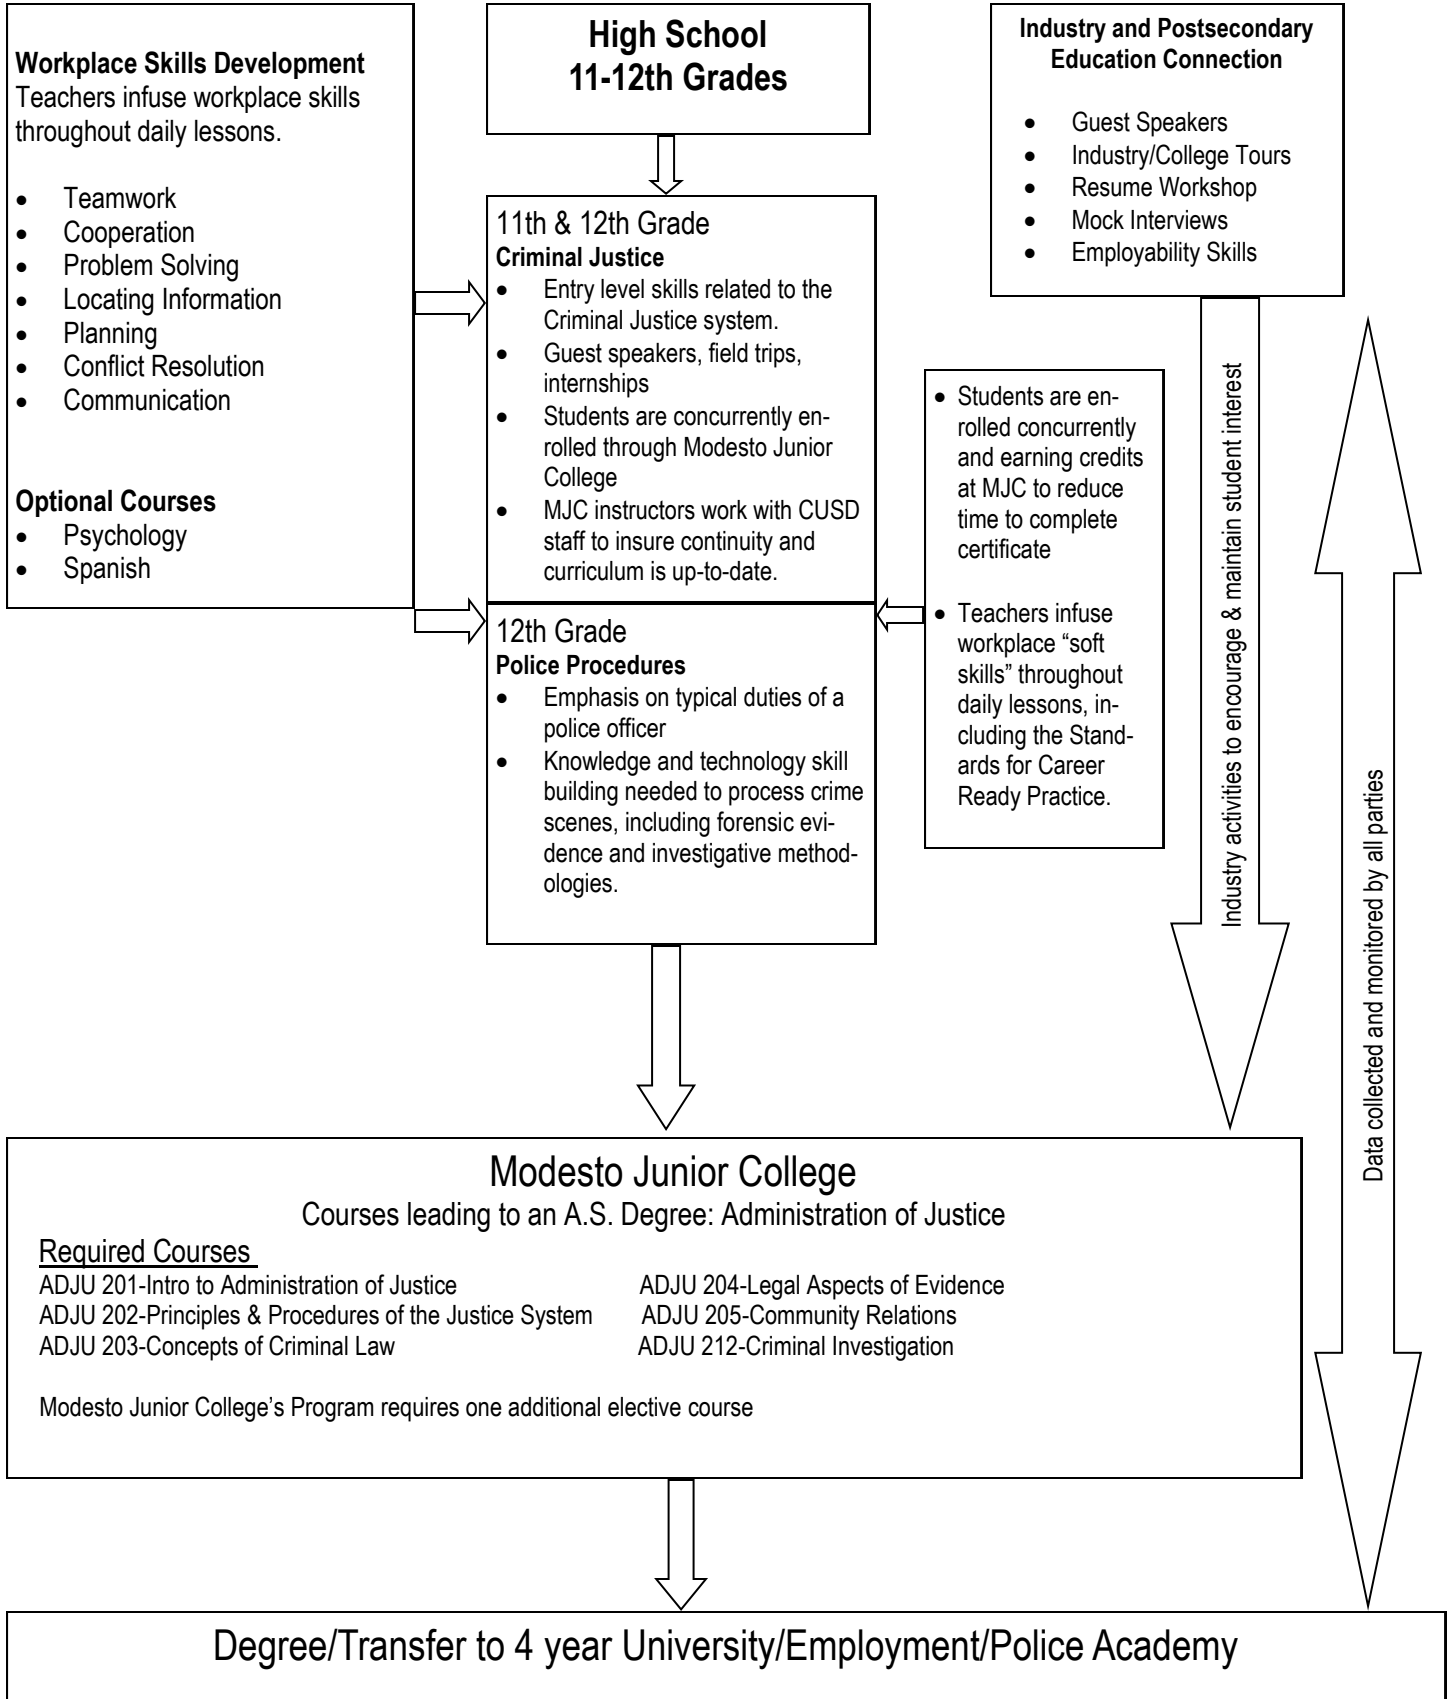 Workplace Skills Development
Teachers infuse workplace skills
throughout daily lessons.
• Teamwork
• Cooperation
• Problem Solving
• Locating Information
• Planning
• Conflict Resolution
• Communication
Optional Courses
• Psychology
• Spanish
High School
11-12th Grades
11th & 12th Grade
Criminal Justice
• Entry level skills related to the
Criminal Justice system.
• Guest speakers, field trips,
internships
• Students are concurrently en-
rolled through Modesto Junior
College
• MJC instructors work with CUSD
staff to insure continuity and
curriculum is up-to-date.
12th Grade
Police Procedures
• Emphasis on typical duties of a
police officer
• Knowledge and technology skill
building needed to process crime
scenes, including forensic evi-
dence and investigative method-
ologies.
Industry and Postsecondary
Education Connection
• Guest Speakers
• Industry/College Tours
• Resume Workshop
• Mock Interviews
• Employability Skills
• Students are en-
rolled concurrently
and earning credits
at MJC to reduce
time to complete
certificate
• Teachers infuse
workplace “soft
skills” throughout
daily lessons, in-
cluding the Stand-
ards for Career
Ready Practice.
Industry activities to encourage & maintain student interest
Data collected and monitored by all parties
Modesto Junior College
Courses leading to an A.S. Degree: Administration of Justice
Required Courses
ADJU 201-Intro to Administration of Justice ADJU 204-Legal Aspects of Evidence
ADJU 202-Principles & Procedures of the Justice System ADJU 205-Community Relations
ADJU 203-Concepts of Criminal Law ADJU 212-Criminal Investigation
Modesto Junior College’s Program requires one additional elective course
Degree/Transfer to 4 year University/Employment/Police Academy